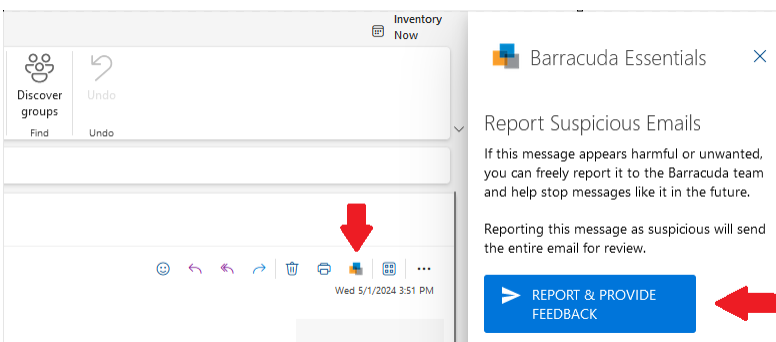 Inventory
Now
Discover
groups
Undo
Find
Undo
Wed 5/1/2024 3:51 PM
Barracuda Essentials
Report Suspicious Emails
If this message appears harmful or unwanted,
you can freely report it to the Barracuda team
and help stop messages like it in the future.
Reporting this message as suspicious will send
the entire email for review.
REPORT & PROVIDE
FEEDBACK